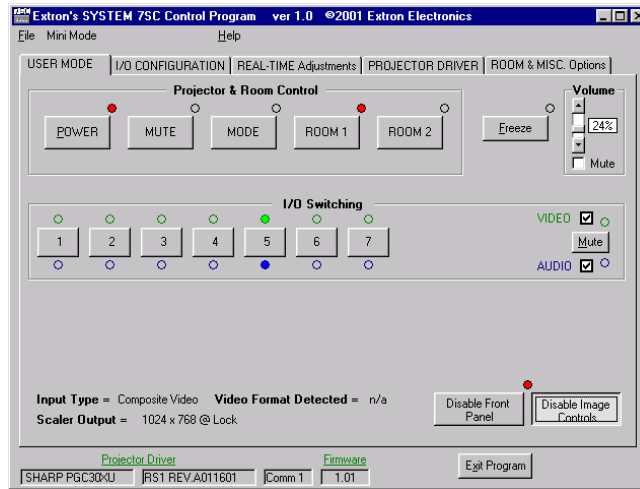 Extron's SYSTEM 7SC Control Program ver 1.0 ©2001 Extron Electronics
File Mini Mode Help
USER MODE I/O CONFIGURATION REAL-TIME Adjustments PROJECTOR DRIVER ROOM & MISC. Options
Projector & Room Control Volume
POWER MUTE MODE ROOM 1 ROOM 2 Freeze 24%
Mute
I/O Switching
VIDEO
1 2 3 4 5 6 7 Mute
AUDIO
Input Type = Composite Video Video Format Detected = n/a
Scaler Output = 1024 x 768 @ Lock
Disable Front Panel Disable Image Controls
Projector Driver Firmware
SHARP PGC30XU RS1 REV.A011601 Comm 1 1.01 Exit Program